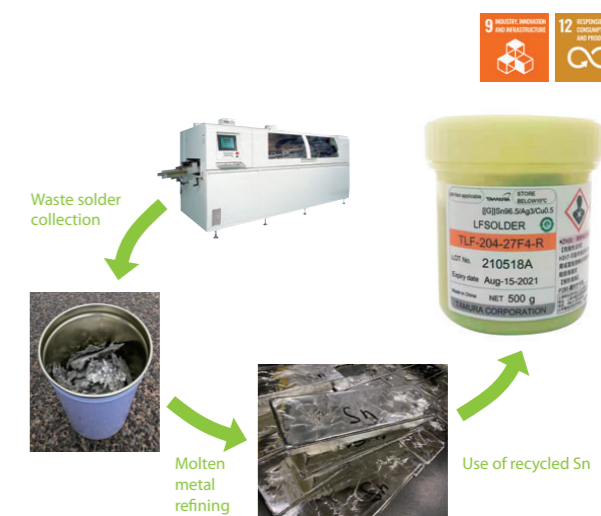 9 INDUSTRY, INNOVATION
AND INFRASTRUCTURE
12
Waste solder
collection
TAMURA
STORE
BELOW10℃
[[G]]Sn96.5/Ag3/Cu0.5
LFSOLDER
TLF-204-27F4-R
LOT No. 210518A
Expiry date Aug-15-2021
Made in China NET 500 g
TAMURA CORPORATION
Sn
Molten
metal
refining
Use of recycled Sn